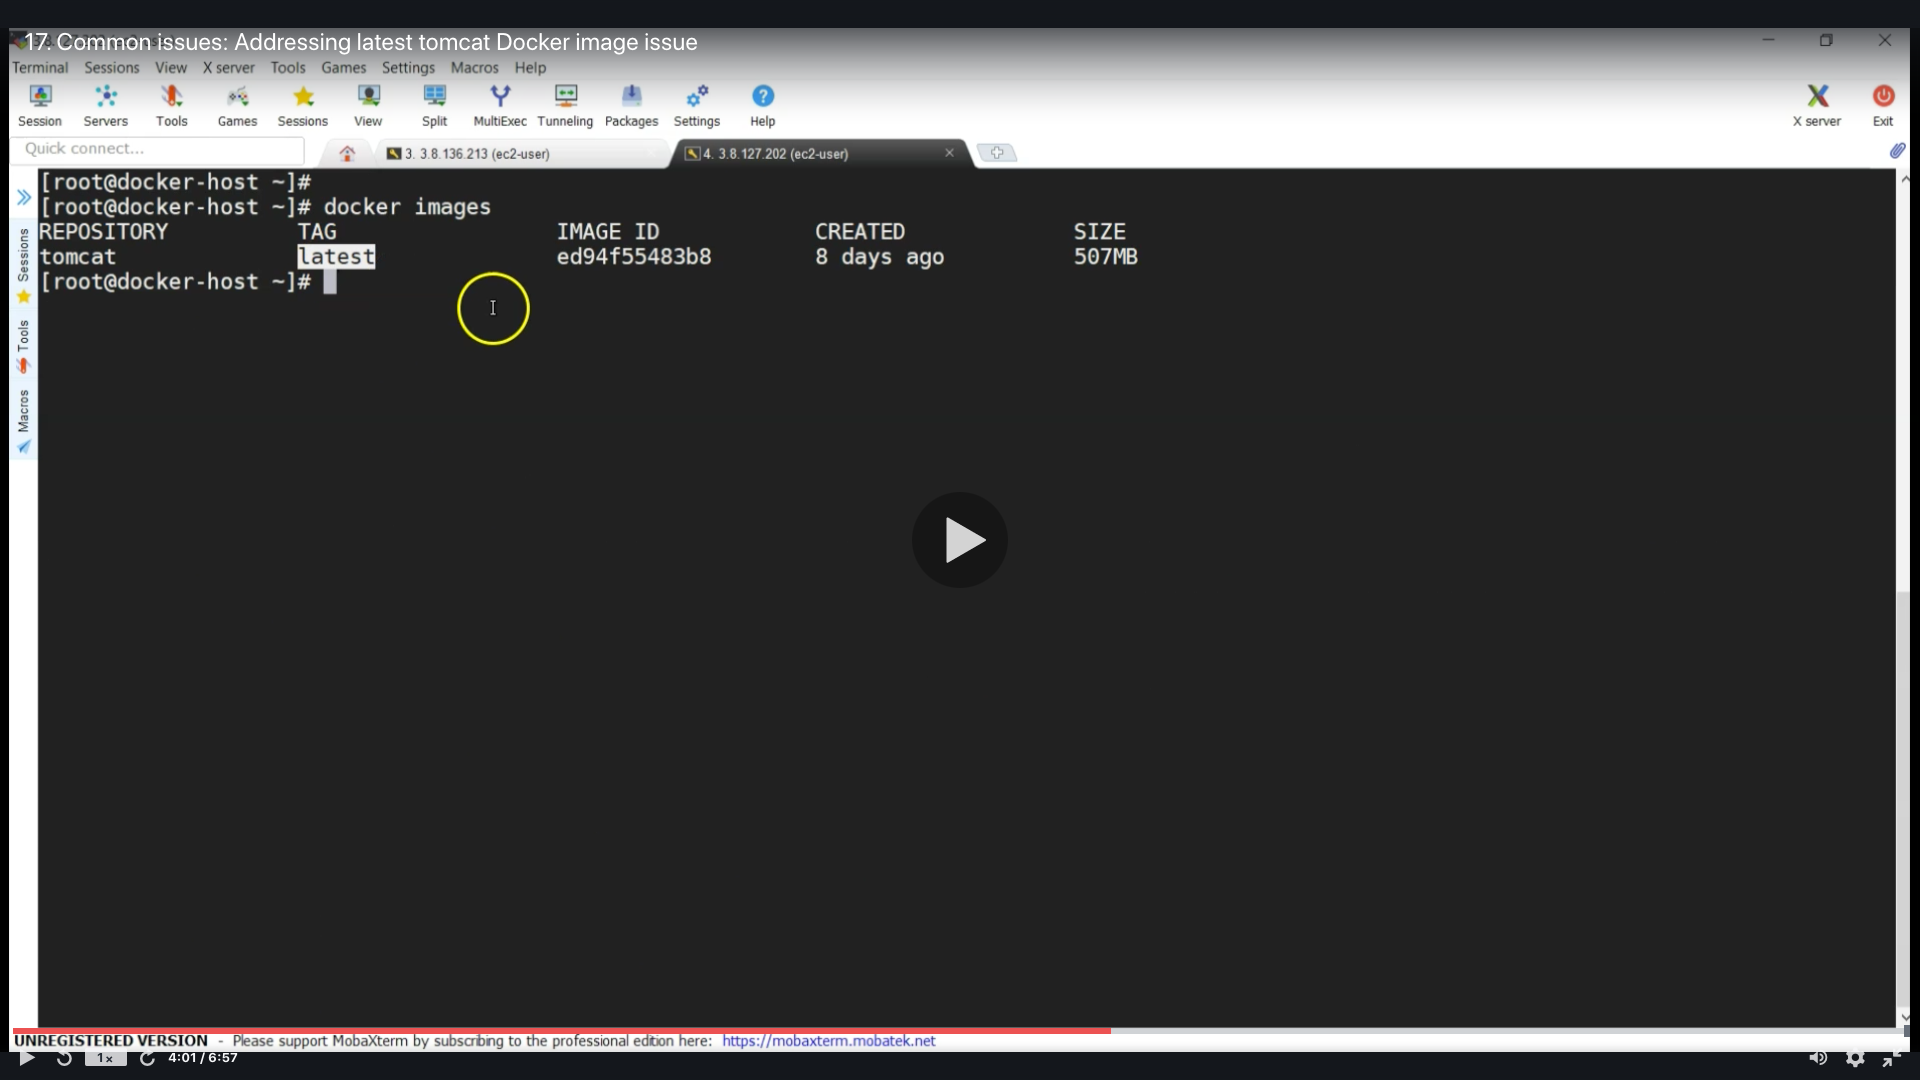 17. Common issues: Addressing latest tomcat Docker image issue
Terminal Sessions View X server Tools Games Settings Macros Help
Session Servers Tools Games Sessions View Split MultiExec Tunneling Packages Settings Help X server Exit
Quick connect... 3. 3.8.136.213 (ec2-user) 4. 3.8.127.202 (ec2-user)
[root@docker-host ~]#
[root@docker-host ~]# docker images
REPOSITORY TAG IMAGE ID CREATED SIZE
tomcat latest ed94f55483b8 8 days ago 507MB
[root@docker-host ~]#
Sessions
Tools
Macros
UNREGISTERED VERSION - Please support MobaXterm by subscribing to the professional edition here: https://mobaxterm.mobatek.net
1x 4:01 / 6:57